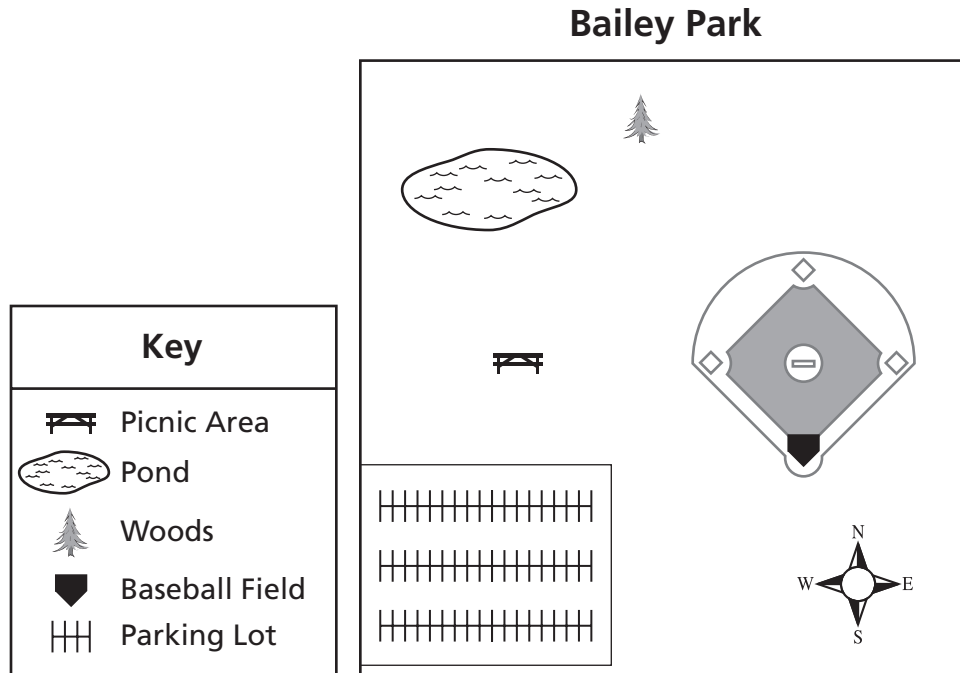 Bailey Park
Key
Picnic Area
Pond
Woods
Baseball Field
Parking Lot
N
W E
S